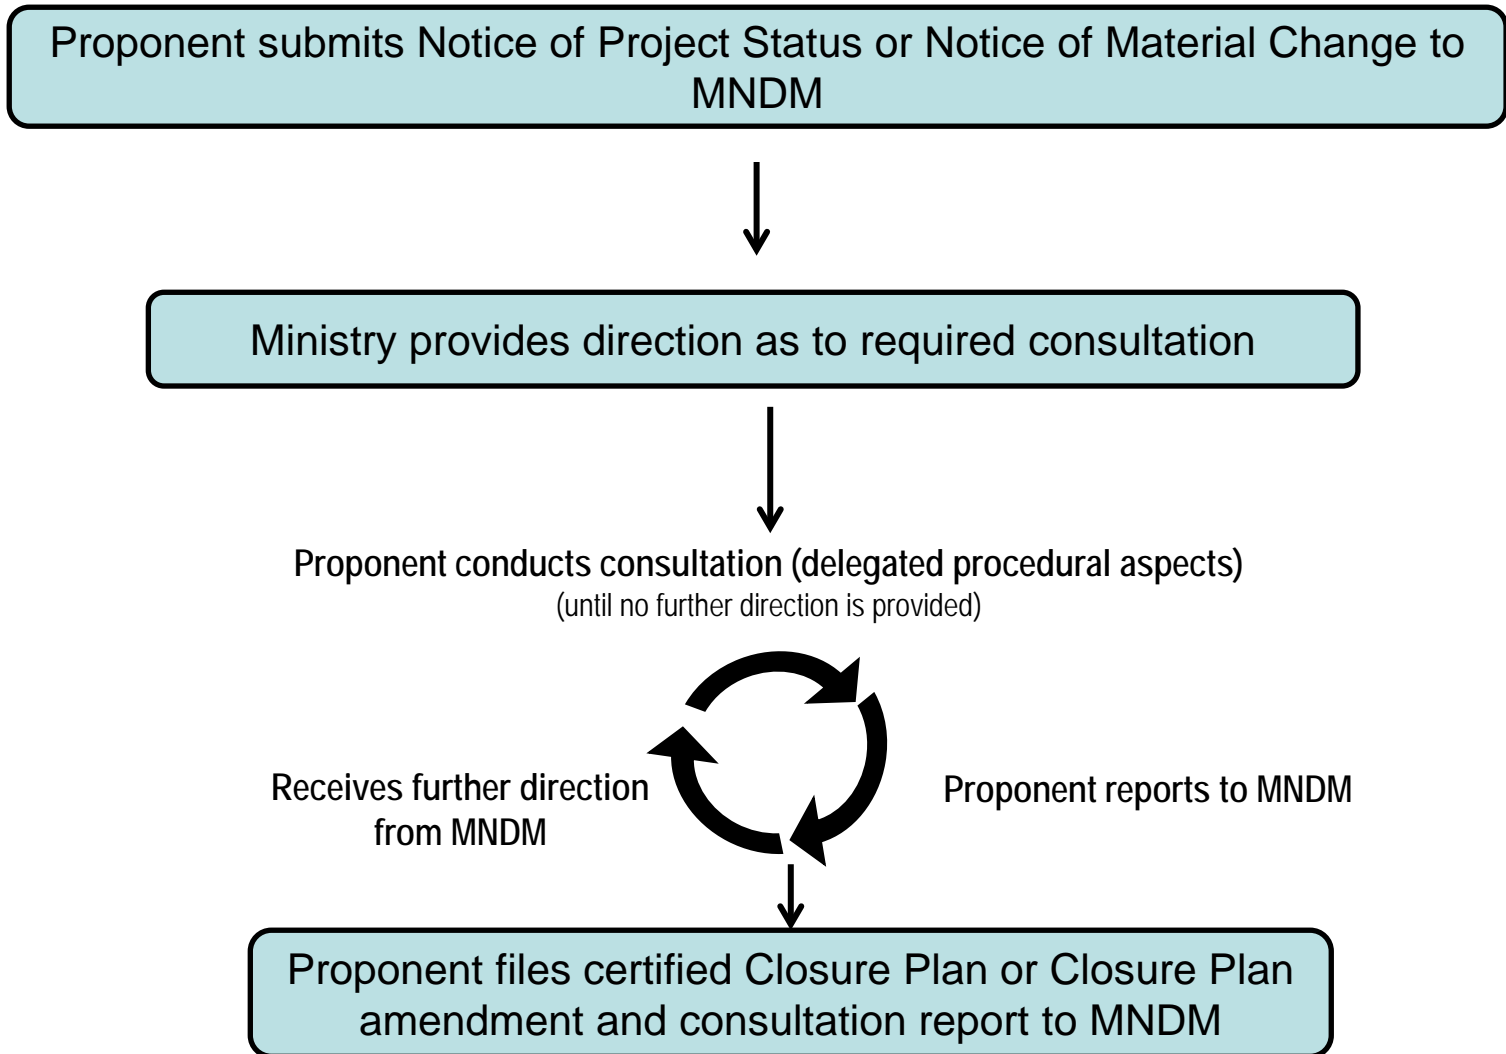 Proponent submits Notice of Project Status or Notice of Material Change to
MNDM
Ministry provides direction as to required consultation
Proponent conducts consultation (delegated procedural aspects)
(until no further direction is provided)
Receives further direction
from MNDM
Proponent reports to MNDM
Proponent files certified Closure Plan or Closure Plan
amendment and consultation report to MNDM